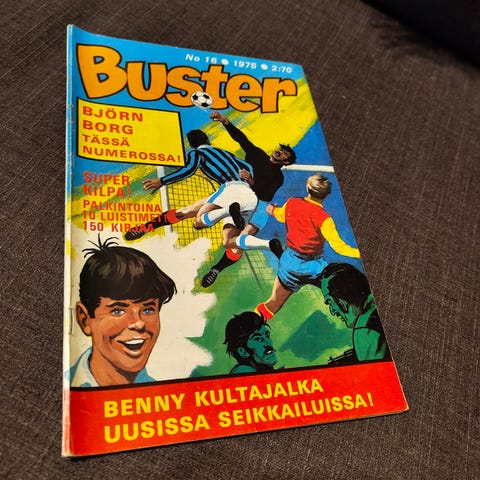 No 16 • 1975 • 2:70
Buster
BJÖRN
BORG
TÄSSÄ
NUMEROSSA!
SUPER
KILPA!
PALKINTOINA
10 LUISTIMET
150 KIRJAA
BENNY KULTAJALKA
UUSISSA SEIKKAILUISSA!